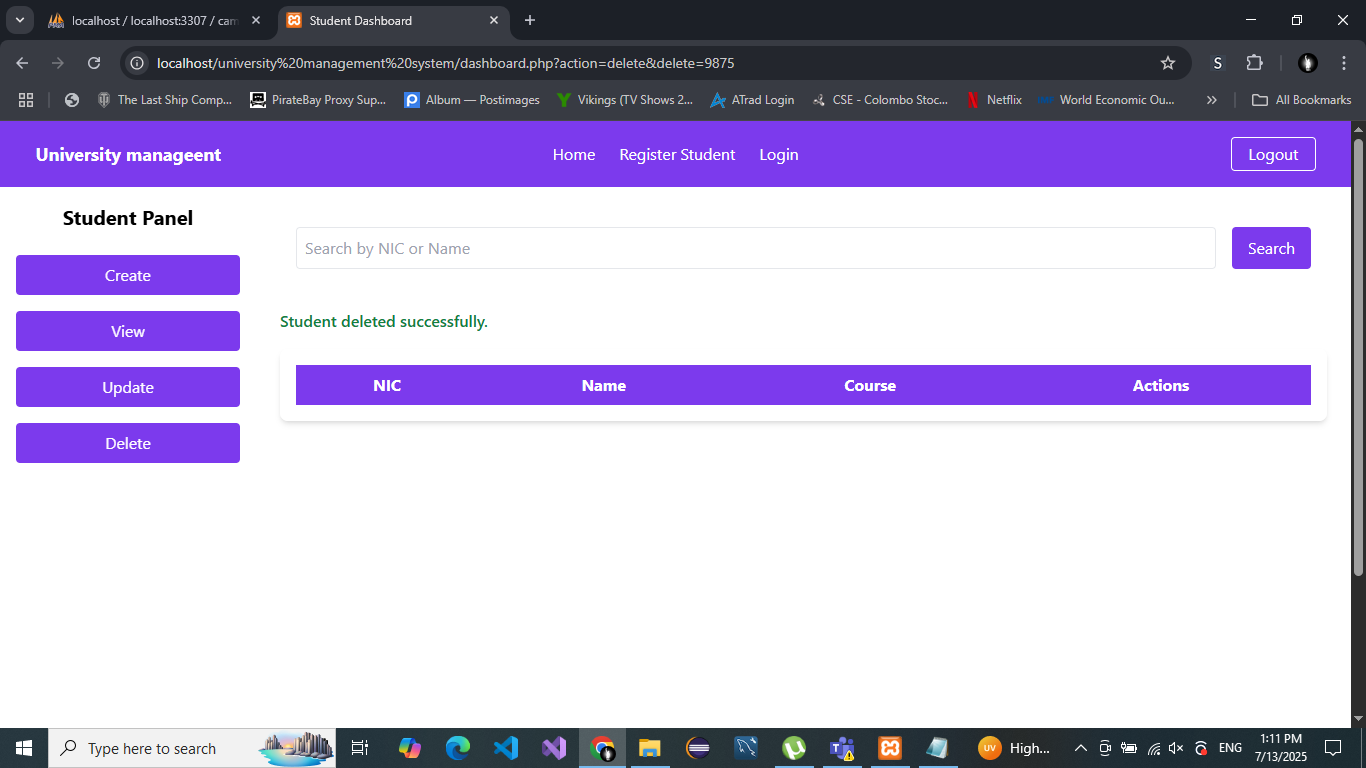 localhost / localhost:3307 / cam
Student Dashboard
localhost/university%20management%20system/dashboard.php?action=delete&delete=9875
S
The Last Ship Comp...
PirateBay Proxy Sup...
Album — Postimages
Vikings (TV Shows 2...
ATrad Login
CSE - Colombo Stoc...
Netflix
World Economic Ou...
All Bookmarks
University manageent
Home
Register Student
Login
Logout
Student Panel
Search by NIC or Name
Search
Create
View
Update
Delete
Student deleted successfully.
NIC Name Course Actions
Type here to search
UV
High...
ENG
1:11 PM
7/13/2025